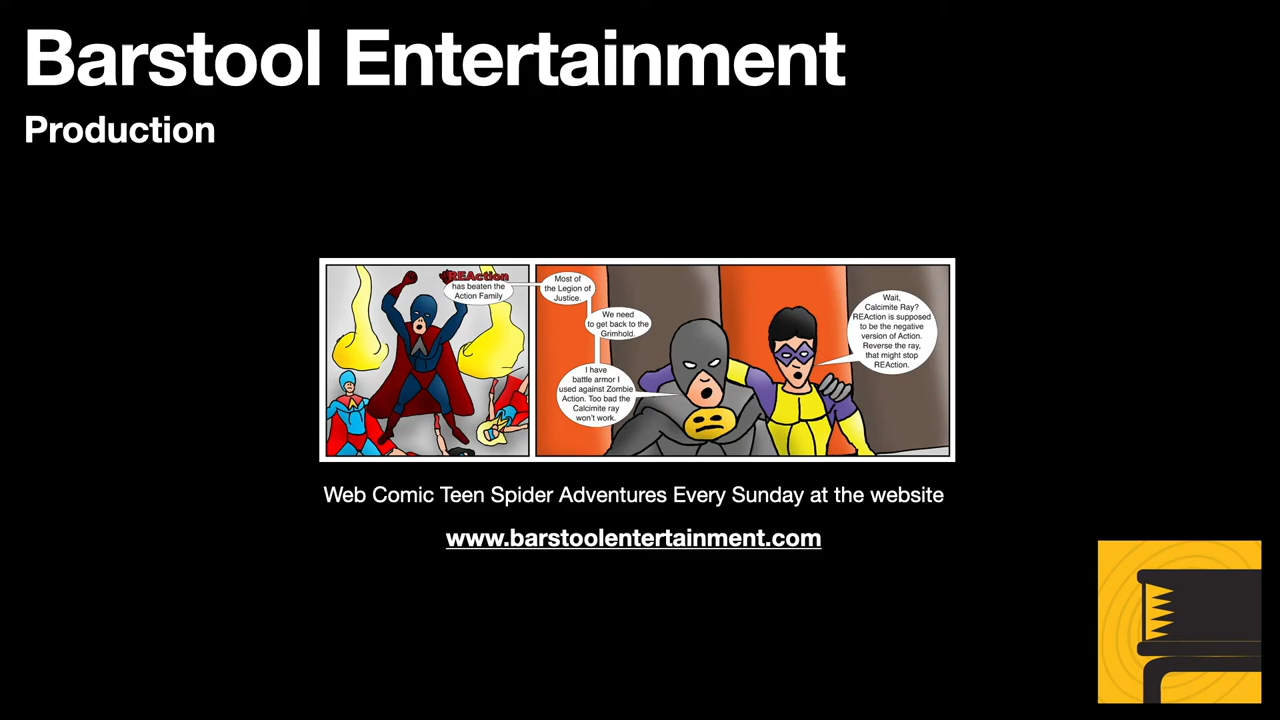 Barstool Entertainment
Production
REAction
has beaten the
Action Family
Most of
the Legion of
Justice.
We need
to get back to the
Grimhold.
I have
battle armor I
used against Zombie
Action. Too bad the
Calcimite ray
won't work.
Wait,
Calcimite Ray?
REAction is supposed
to be the negative
version of Action.
Reverse the ray,
that might stop
REAction.
Web Comic Teen Spider Adventures Every Sunday at the website
www.barstoolentertainment.com